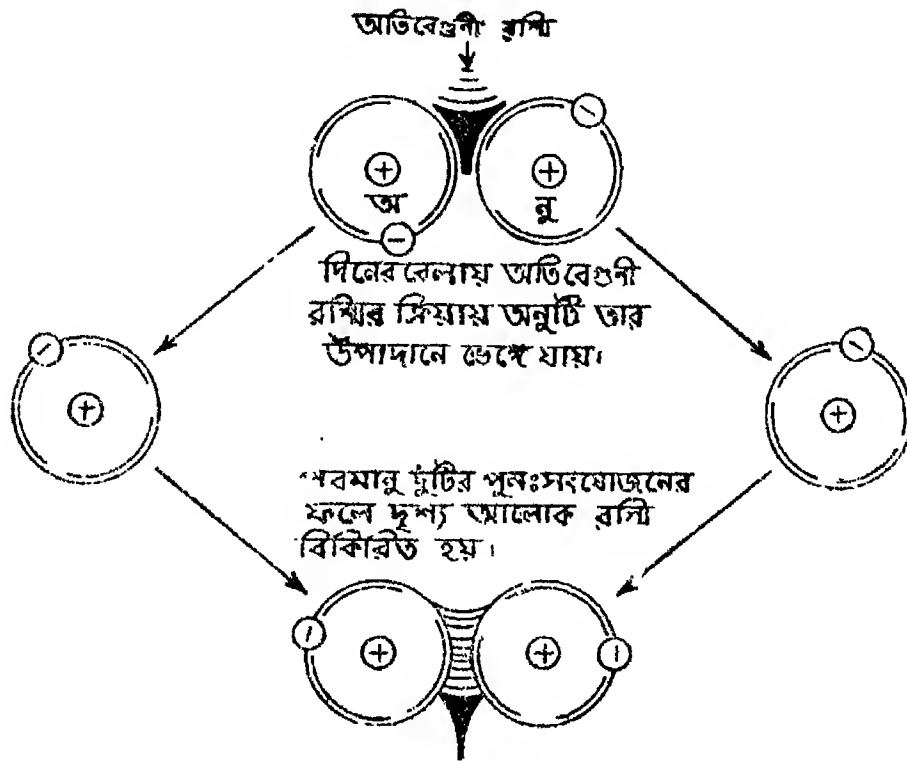 অতিবেগুনী রশ্মি
+ − + −
অ নু
দিনের বেলায় অতিবেগুনী
রশ্মির ক্রিয়ায় অনুটি তার
উপাদানে ভেঙ্গে যায়।
− + − +
পরমানু দুটির পুনঃসংযোজনের
ফলে দৃশ্য আলোক রশ্মি
বিকিরিত হয়।
− + + −